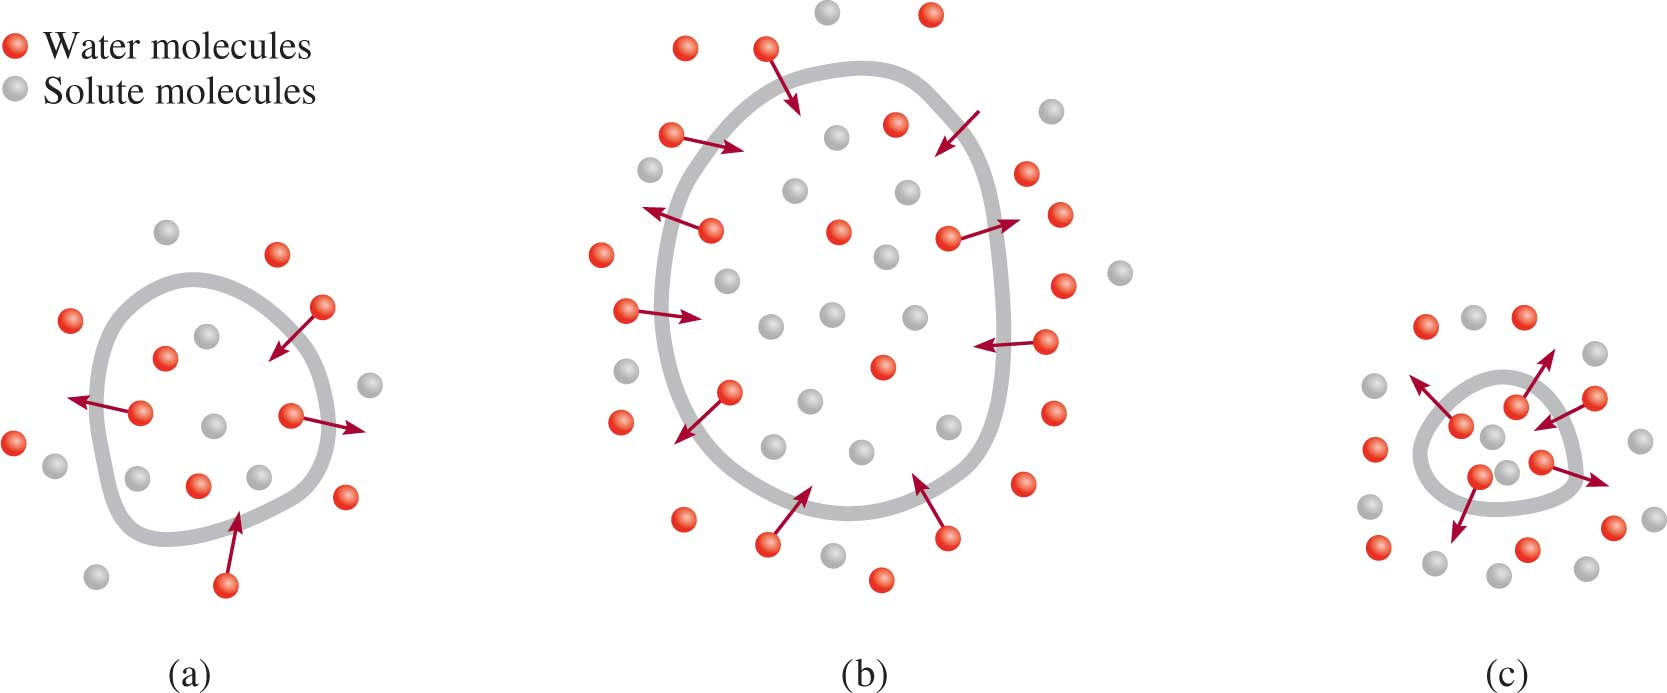 Water molecules
Solute molecules
(a)
(b)
(c)